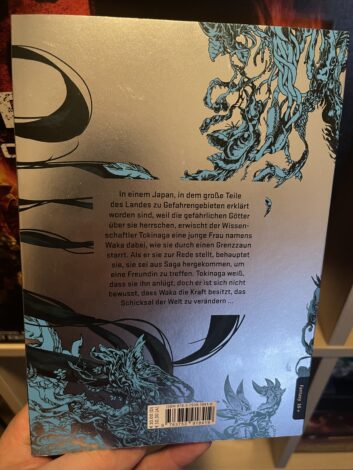 In einem Japan, in dem große Teile
des Landes zu Gefahrengebieten erklärt
worden sind, weil die gefährlichen Götter
über sie herrschen, erwischt der Wissen-
schaftler Tokinaga eine junge Frau namens
Waka dabei, wie sie durch einen Grenzzaun
starrt. Als er sie zur Rede stellt, behauptet
sie, sie sei aus Saga hergekommen, um
eine Freundin zu treffen. Tokinaga weiß,
dass sie ihn anlügt, doch er ist sich nicht
bewusst, dass Waka die Kraft besitzt, das
Schicksal der Welt zu verändern ...
Fantasy 15+